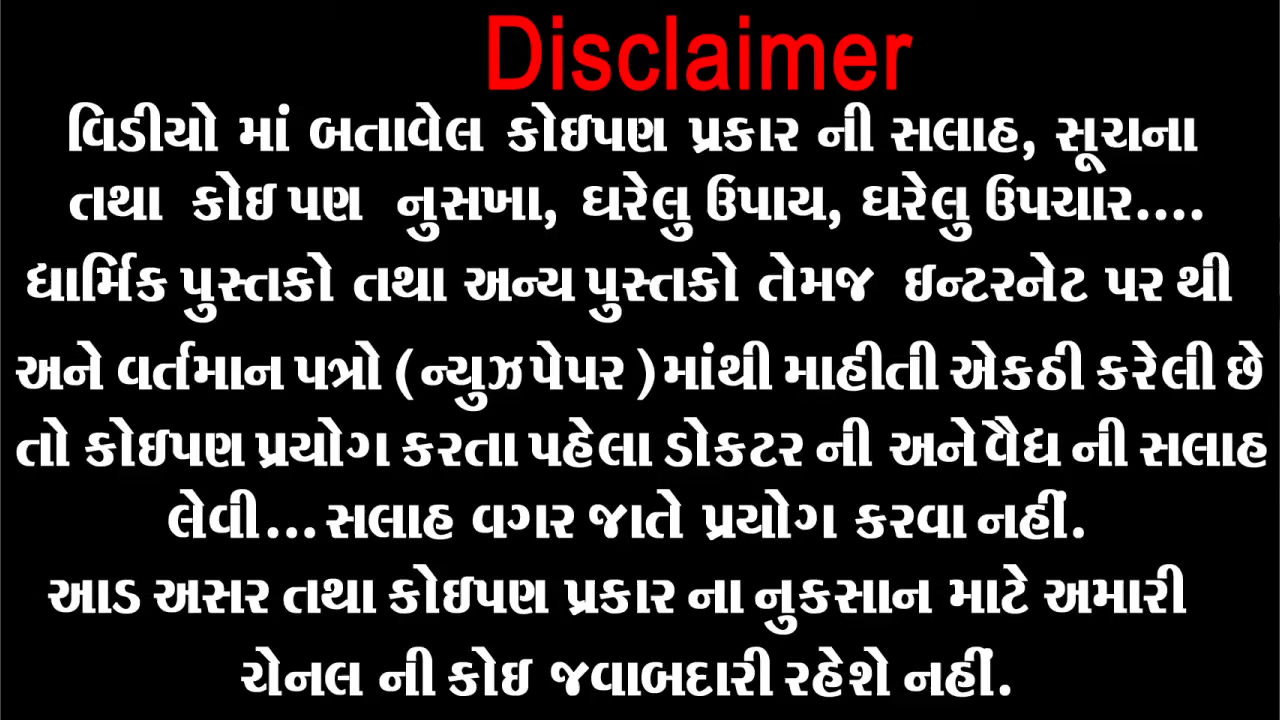 Disclaimer
વિડીયો માં બતાવેલ કોઇપણ પ્રકાર ની સલાહ, સૂચના
તથા કોઇ પણ નુસખા, ઘરેલુ ઉપાય, ઘરેલુ ઉપચાર....
ધાર્મિક પુસ્તકો તથા અન્ય પુસ્તકો તેમજ ઇન્ટરનેટ પર થી
અને વર્તમાન પત્રો ( ન્યુઝપેપર ) માંથી માહીતી એકઠી કરેલી છે
તો કોઇપણ પ્રયોગ કરતા પહેલા ડોકટર ની અને વૈદ્ય ની સલાહ
લેવી... સલાહ વગર જાતે પ્રયોગ કરવા નહીં.
આડ અસર તથા કોઇપણ પ્રકાર ના નુકસાન માટે અમારી
ચેનલ ની કોઇ જવાબદારી રહેશે નહીં.